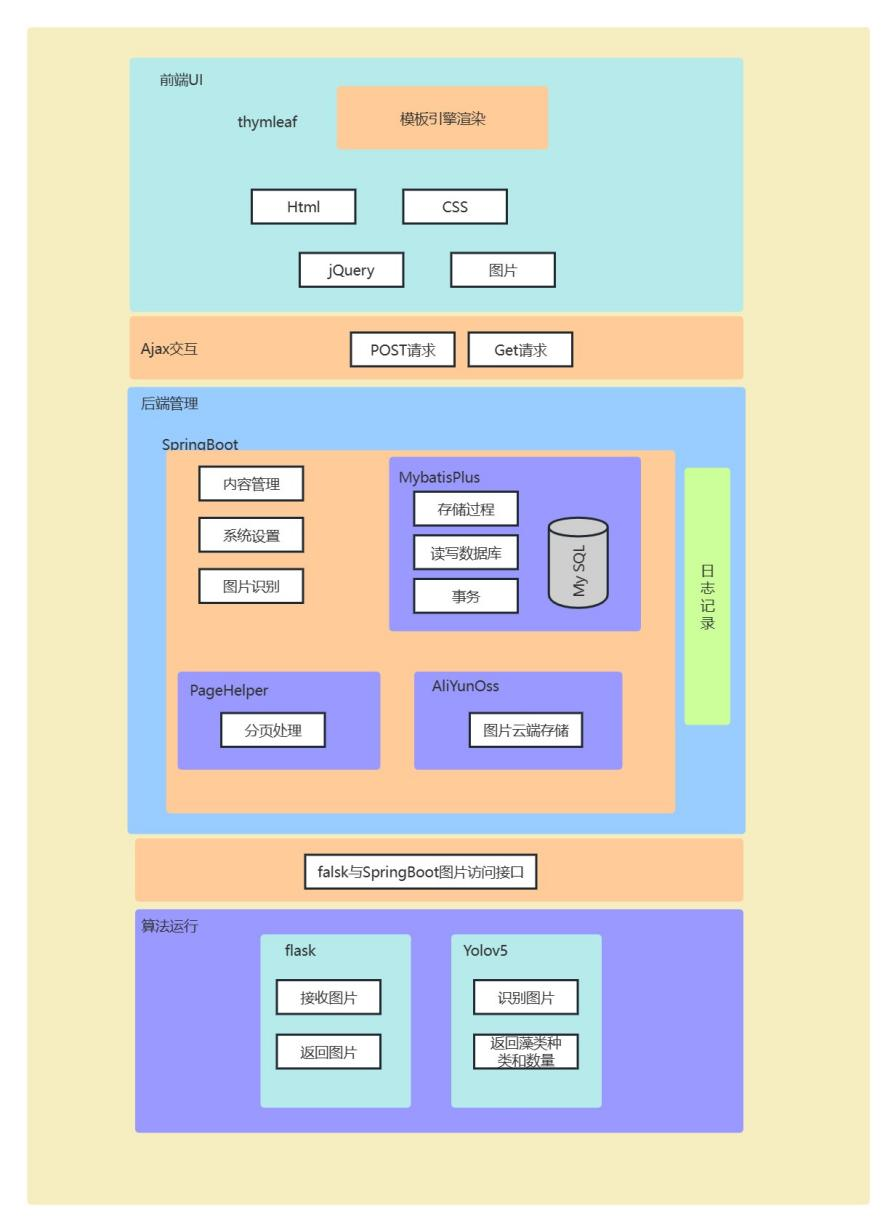 前端UI
thymleaf
模板引擎渲染
Html
CSS
jQuery
图片
Ajax交互
POST请求
Get请求
后端管理
SpringBoot
内容管理
系统设置
图片识别
MybatisPlus
存储过程
读写数据库
事务
My SQL
日
志
记
录
PageHelper
分页处理
AliYunOss
图片云端存储
falsk与SpringBoot图片访问接口
算法运行
flask
接收图片
返回图片
Yolov5
识别图片
返回藻类种
类和数量